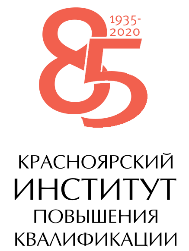 85
1935-
2020
КРАСНОЯРСКИЙ
ИНСТИТУТ
ПОВЫШЕНИЯ
КВАЛИФИКАЦИИ